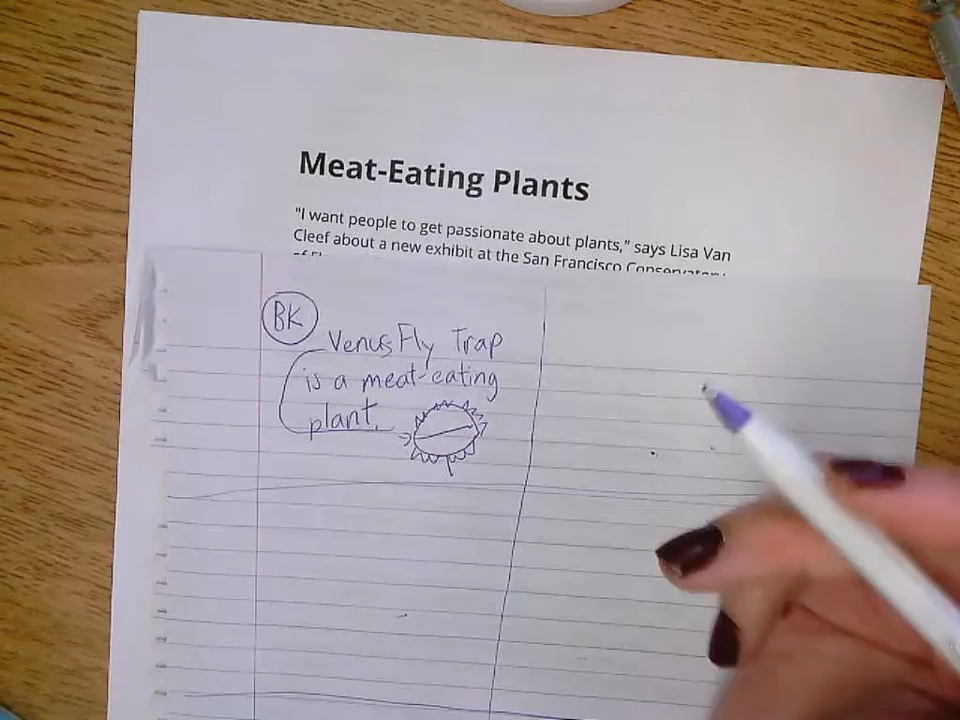 Meat-Eating Plants
"I want people to get passionate about plants," says Lisa Van
Cleef about a new exhibit at the San Francisco Conservatory
BK
Venus Fly Trap
is a meat-eating
plant.